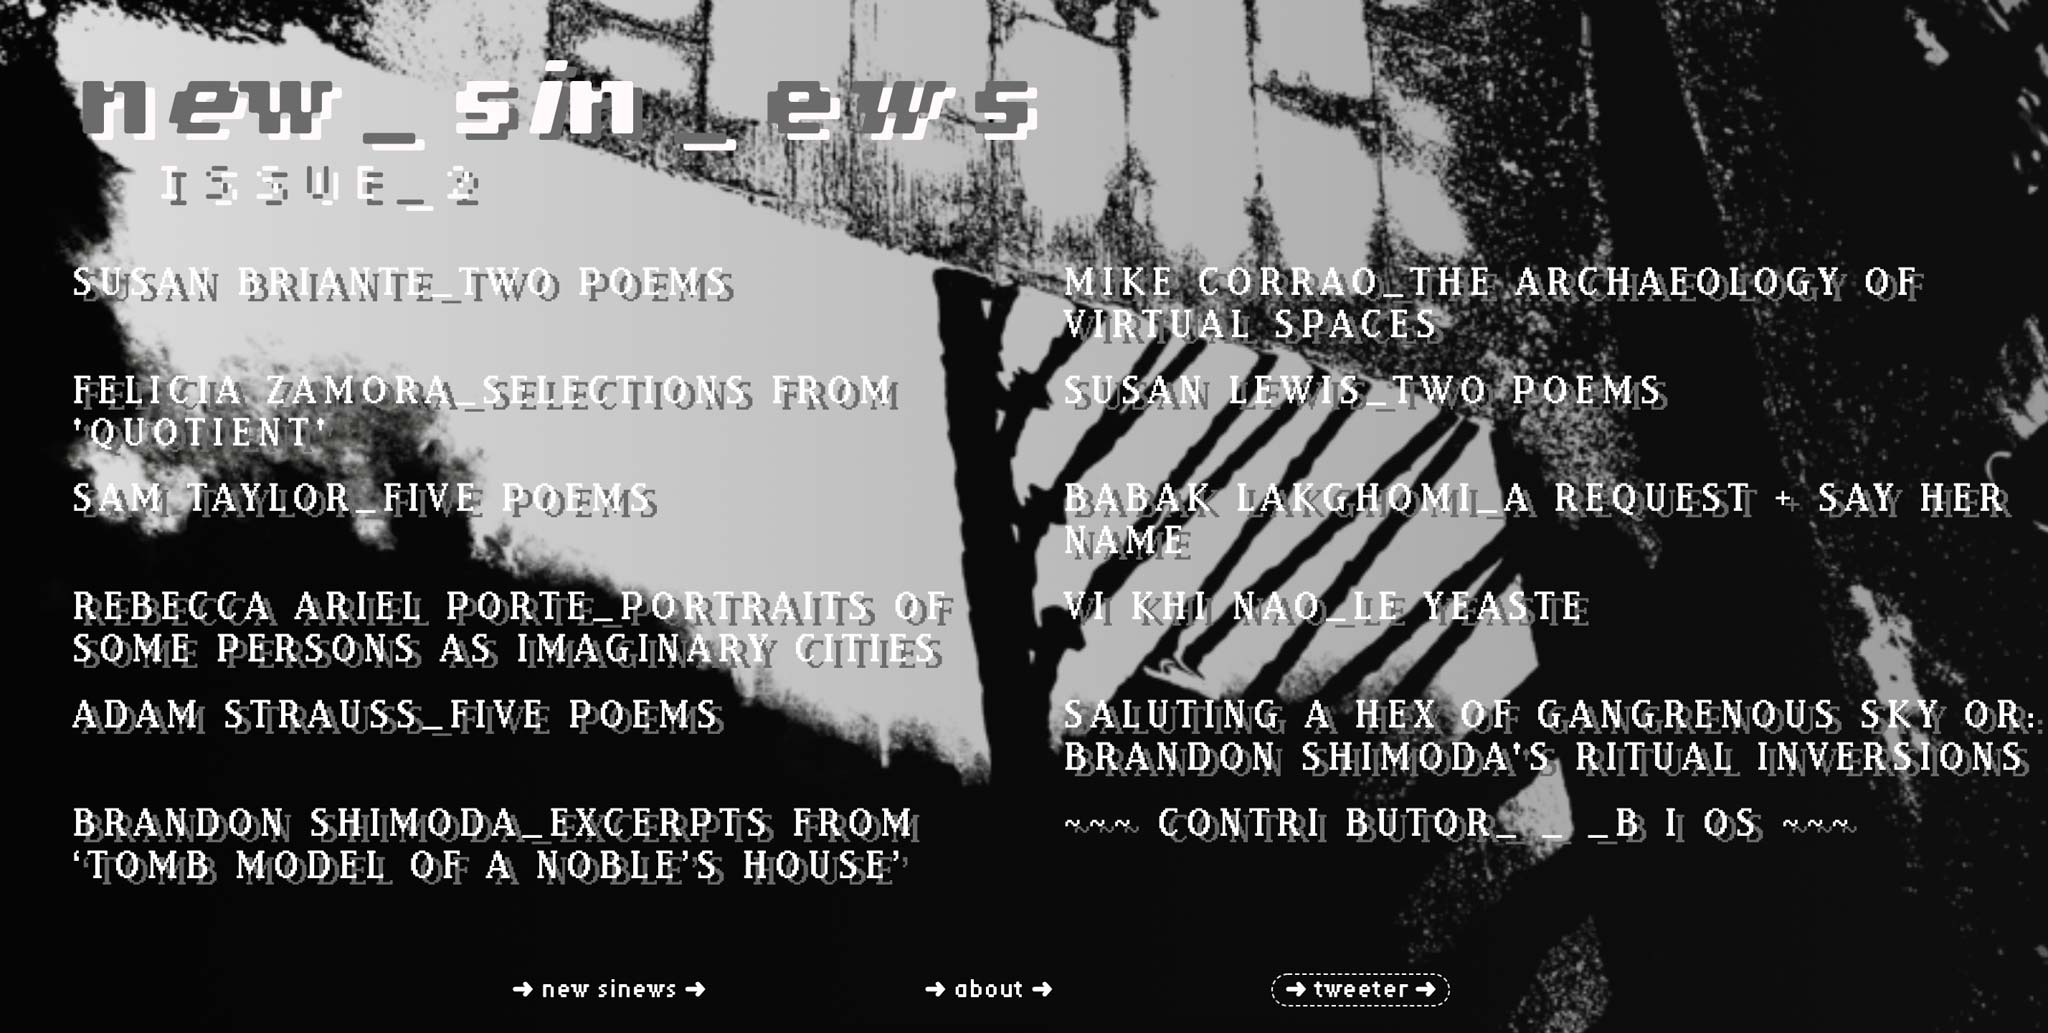 new_sin_ews
ISSUE_2
SUSAN BRIANTE_TWO POEMS
FELICIA ZAMORA_SELECTIONS FROM
'QUOTIENT'
SAM TAYLOR_FIVE POEMS
REBECCA ARIEL PORTE_PORTRAITS OF
SOME PERSONS AS IMAGINARY CITIES
ADAM STRAUSS_FIVE POEMS
BRANDON SHIMODA_EXCERPTS FROM
‘TOMB MODEL OF A NOBLE’S HOUSE’
MIKE CORRAO_THE ARCHAEOLOGY OF
VIRTUAL SPACES
SUSAN LEWIS_TWO POEMS
BABAK LAKGHOMI_A REQUEST + SAY HER
NAME
VI KHI NAO_LE YEASTE
SALUTING A HEX OF GANGRENOUS SKY OR:
BRANDON SHIMODA'S RITUAL INVERSIONS
~~~ CONTRI BUTOR_ _ _B I OS ~~~
➜ new sinews ➜
➜ about ➜
➜ tweeter ➜